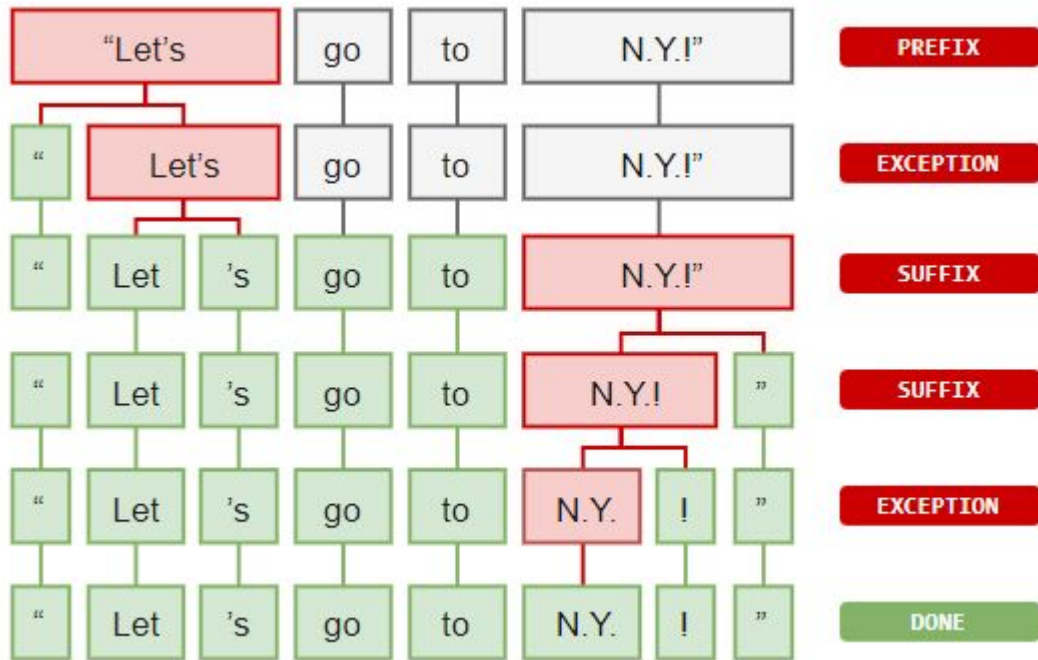 “Let’s go to N.Y.!” PREFIX
“ Let’s go to N.Y.!” EXCEPTION
“ Let ’s go to N.Y.!” SUFFIX
“ Let ’s go to N.Y.! ” SUFFIX
“ Let ’s go to N.Y. ! ” EXCEPTION
“ Let ’s go to N.Y. ! ” DONE